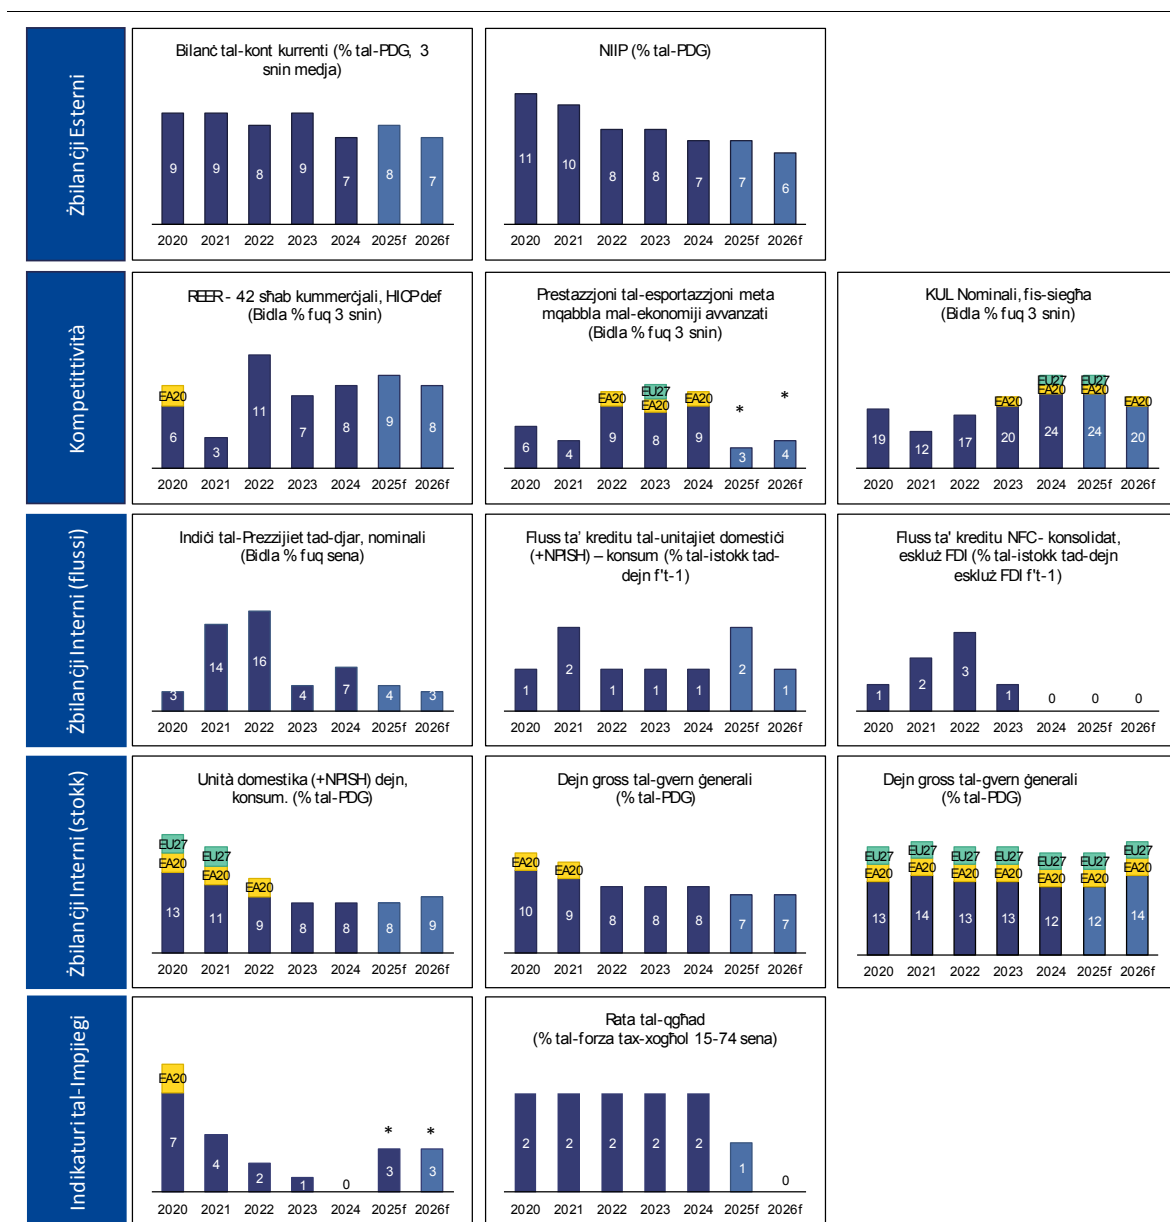 Żbilanċji Esterni
Bilanċ tal-kont kurrenti (% tal-PDG, 3
snin medja)
9 9 8 9 7 8 7
2020 2021 2022 2023 2024 2025f 2026f
NIIP (% tal-PDG)
11 10 8 8 7 7 6
2020 2021 2022 2023 2024 2025f 2026f
Kompetittività
REER - 42 sħab kummerċjali, HICP def
(Bidla % fuq 3 snin)
EA20
6 3 11 7 8 9 8
2020 2021 2022 2023 2024 2025f 2026f
Prestazzjoni tal-esportazzjoni meta
mqabbla mal-ekonomiji avvanzati
(Bidla % fuq 3 snin)
EU27
EA20 EA20 EA20 * *
6 4 9 8 9 3 4
2020 2021 2022 2023 2024 2025f 2026f
KUL Nominali, fis-siegħa
(Bidla % fuq 3 snin)
EU27 EU27
EA20 EA20 EA20 EA20
19 12 17 20 24 24 20
2020 2021 2022 2023 2024 2025f 2026f
Żbilanċji Interni (flussi)
Indiċi tal-Prezzijiet tad-djar, nominali
(Bidla % fuq sena)
3 14 16 4 7 4 3
2020 2021 2022 2023 2024 2025f 2026f
Fluss ta' kreditu tal-unitajiet domestiċi
(+NPISH) – konsum (% tal-istokk tad-
dejn f't-1)
1 2 1 1 1 2 1
2020 2021 2022 2023 2024 2025f 2026f
Fluss ta' kreditu NFC- konsolidat,
eskluż FDI (% tal-istokk tad-dejn
eskluż FDI f't-1)
1 2 3 1 0 0 0
2020 2021 2022 2023 2024 2025f 2026f
Żbilanċji Interni (stokk)
Unità domestika (+NPISH) dejn,
konsum. (% tal-PDG)
EU27 EU27
EA20 EA20 EA20
13 11 9 8 8 8 9
2020 2021 2022 2023 2024 2025f 2026f
Dejn gross tal-gvern ġenerali
(% tal-PDG)
EA20 EA20
10 9 8 8 8 7 7
2020 2021 2022 2023 2024 2025f 2026f
Dejn gross tal-gvern ġenerali
(% tal-PDG)
EU27 EU27 EU27 EU27 EU27 EU27 EU27
EA20 EA20 EA20 EA20 EA20 EA20 EA20
13 14 13 13 12 12 14
2020 2021 2022 2023 2024 2025f 2026f
Indikaturi tal-Impjiegi
EA20
* *
7 4 2 1 0 3 3
2020 2021 2022 2023 2024 2025f 2026f
Rata tal-qgħad
(% tal-forza tax-xogħol 15-74 sena)
2 2 2 2 2 1 0
2020 2021 2022 2023 2024 2025f 2026f